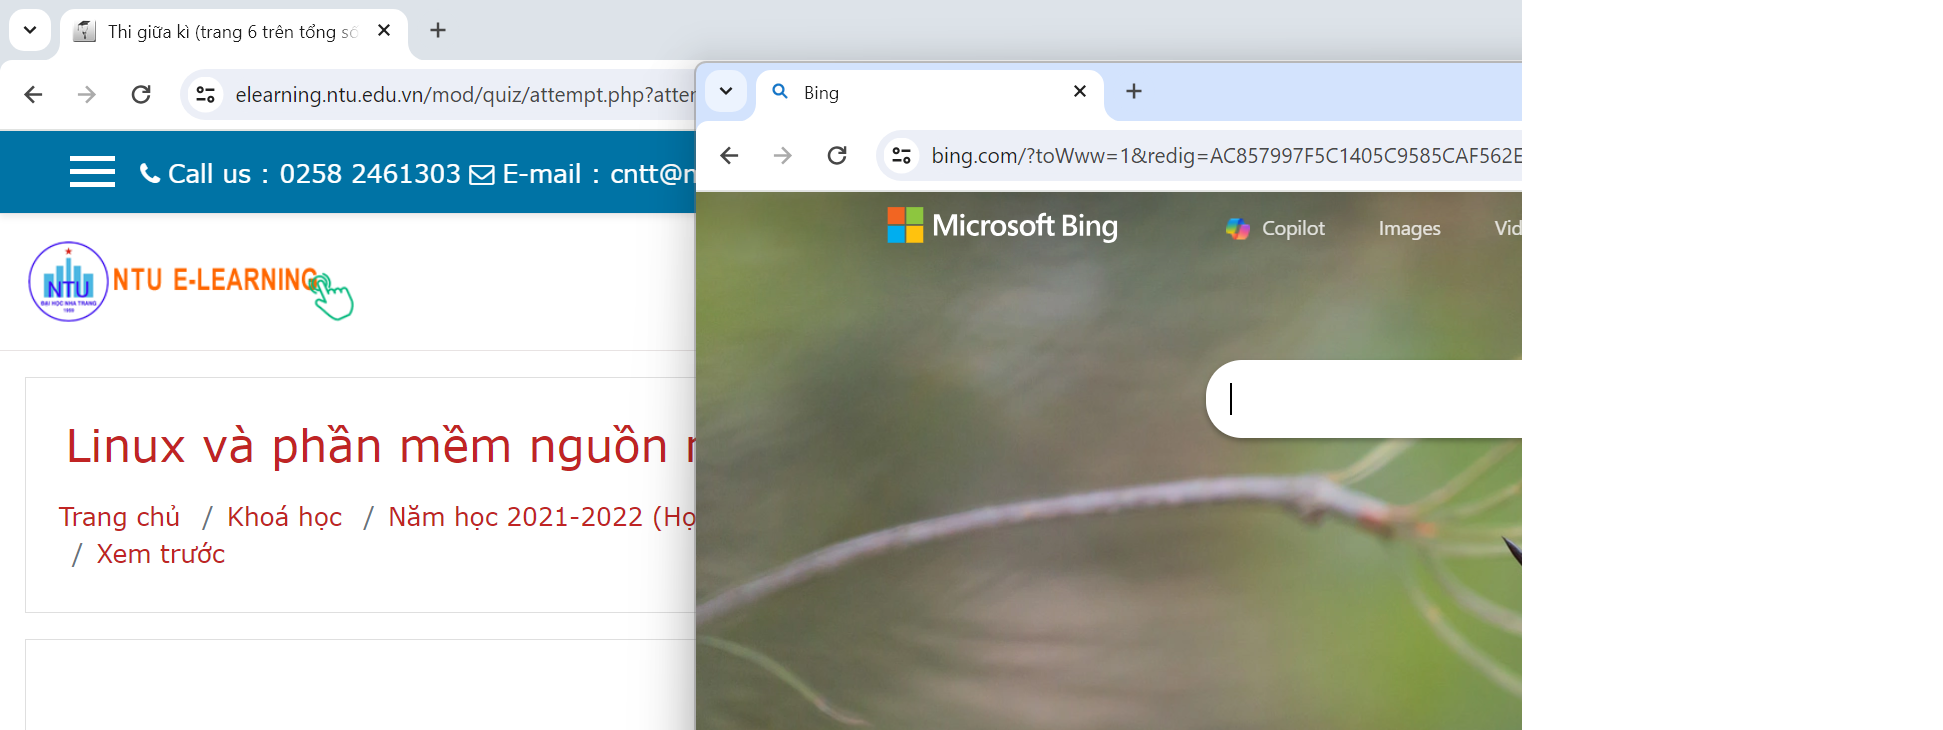 Thi giữa kì (trang 6 trên tổng số
elearning.ntu.edu.vn/mod/quiz/attempt.php?atter
Call us : 0258 2461303 E-mail : cntt@n
NTU
ĐẠI HỌC NHA TRANG
1959
NTU E-LEARNING
Linux và phần mềm nguồn
Trang chủ / Khoá học / Năm học 2021-2022 (Họ
/ Xem trước
Bing
bing.com/?toWww=1&redig=AC857997F5C1405C9585CAF562E
Microsoft Bing
Copilot Images Vid